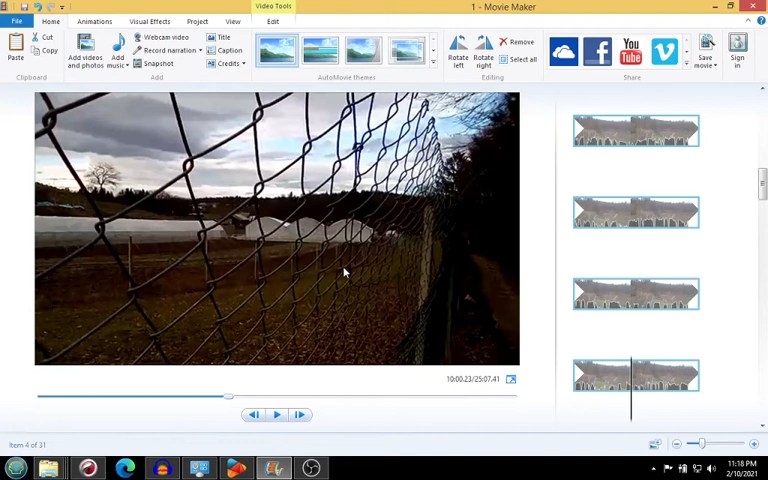 1 - Movie Maker
Video Tools
File
Home
Animations
Visual Effects
Project
View
Edit
Paste
Cut
Copy
Clipboard
Add videos
and photos
Add
music
Webcam video
Record narration
Snapshot
Title
Caption
Credits
Add
AutoMovie themes
Rotate
left
Rotate
right
Remove
Select all
Editing
You
Tube
Share
Save
movie
Sign
in
10:00.23/25:07.41
Item 4 of 31
11:18 PM
2/10/2021